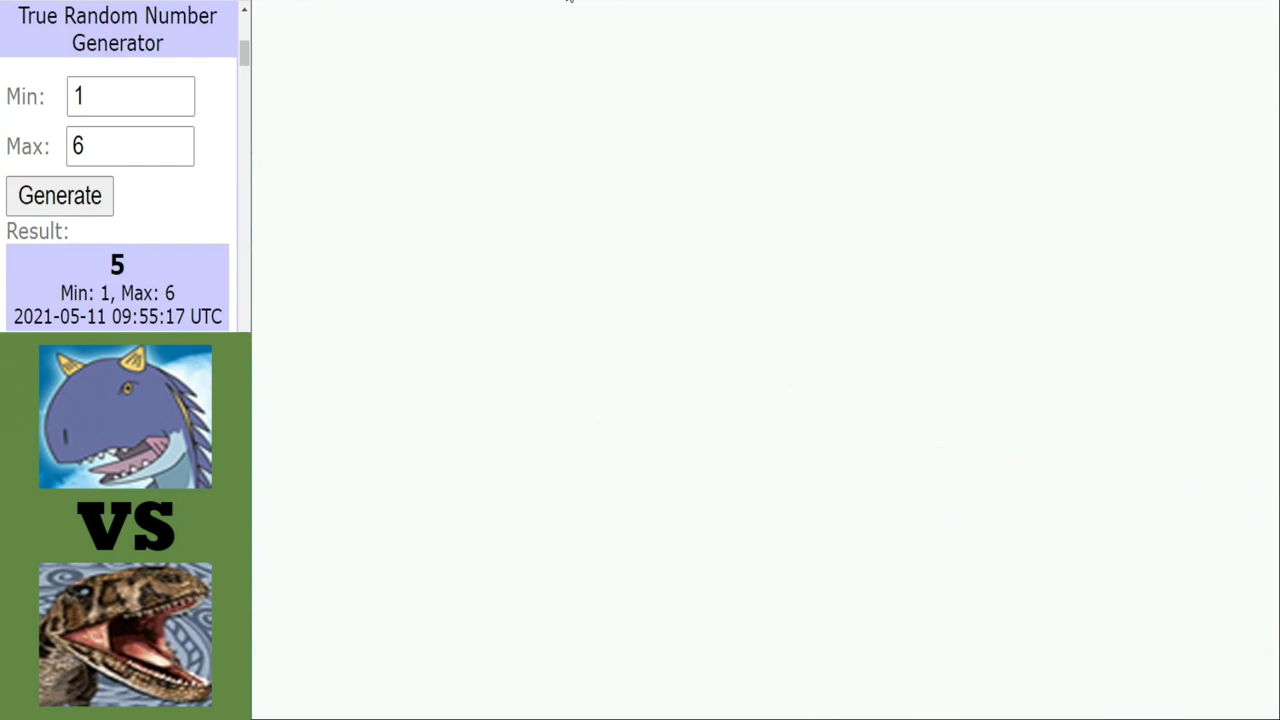 True Random Number
Generator
Min: 1
Max: 6
Generate
Result:
5
Min: 1, Max: 6
2021-05-11 09:55:17 UTC
VS